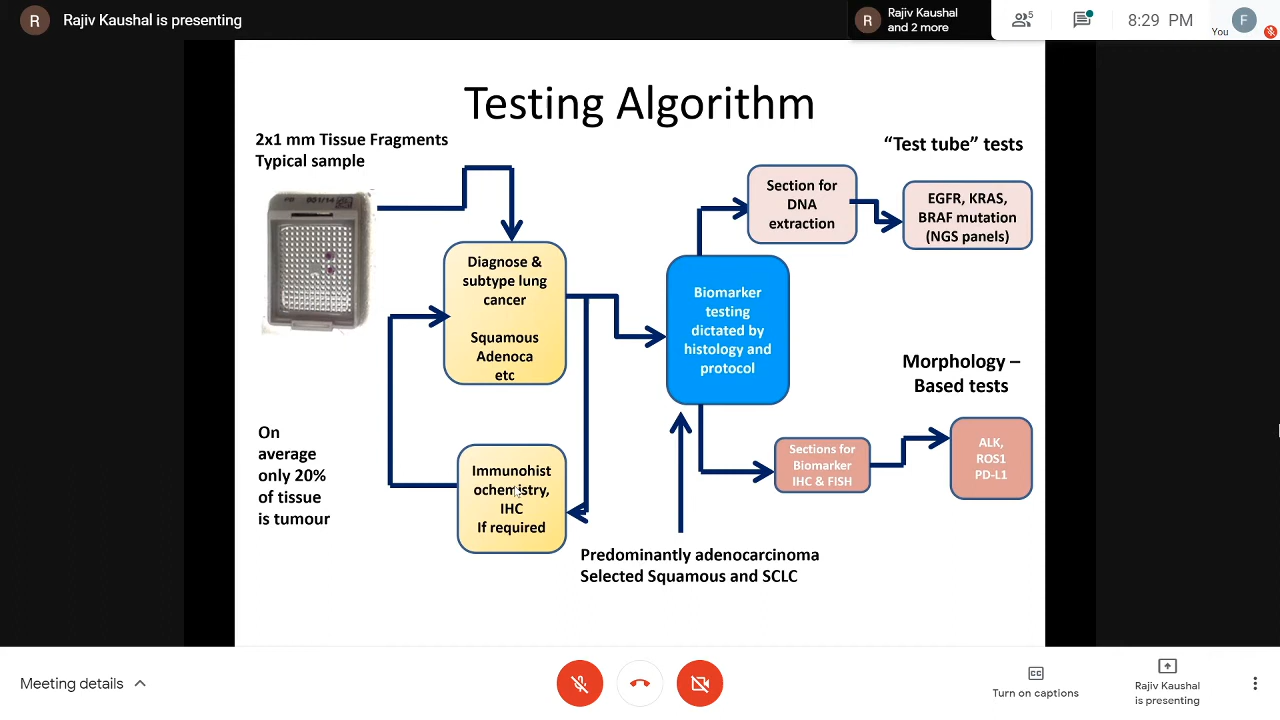 R
Rajiv Kaushal is presenting
R
Rajiv Kaushal
and 2 more
5
8:29 PM
You
F
Testing Algorithm
2x1 mm Tissue Fragments
Typical sample
"Test tube" tests
Section for
DNA
extraction
EGFR, KRAS,
BRAF mutation
(NGS panels)
Diagnose &
subtype lung
cancer
Squamous
Adenoca
etc
Biomarker
testing
dictated by
histology and
protocol
Morphology –
Based tests
On
average
only 20%
of tissue
is tumour
Immunohist
ochemistry,
IHC
If required
Sections for
Biomarker
IHC & FISH
ALK,
ROS1
PD-L1
Predominantly adenocarcinoma
Selected Squamous and SCLC
Meeting details
CC
Turn on captions
Rajiv Kaushal
is presenting